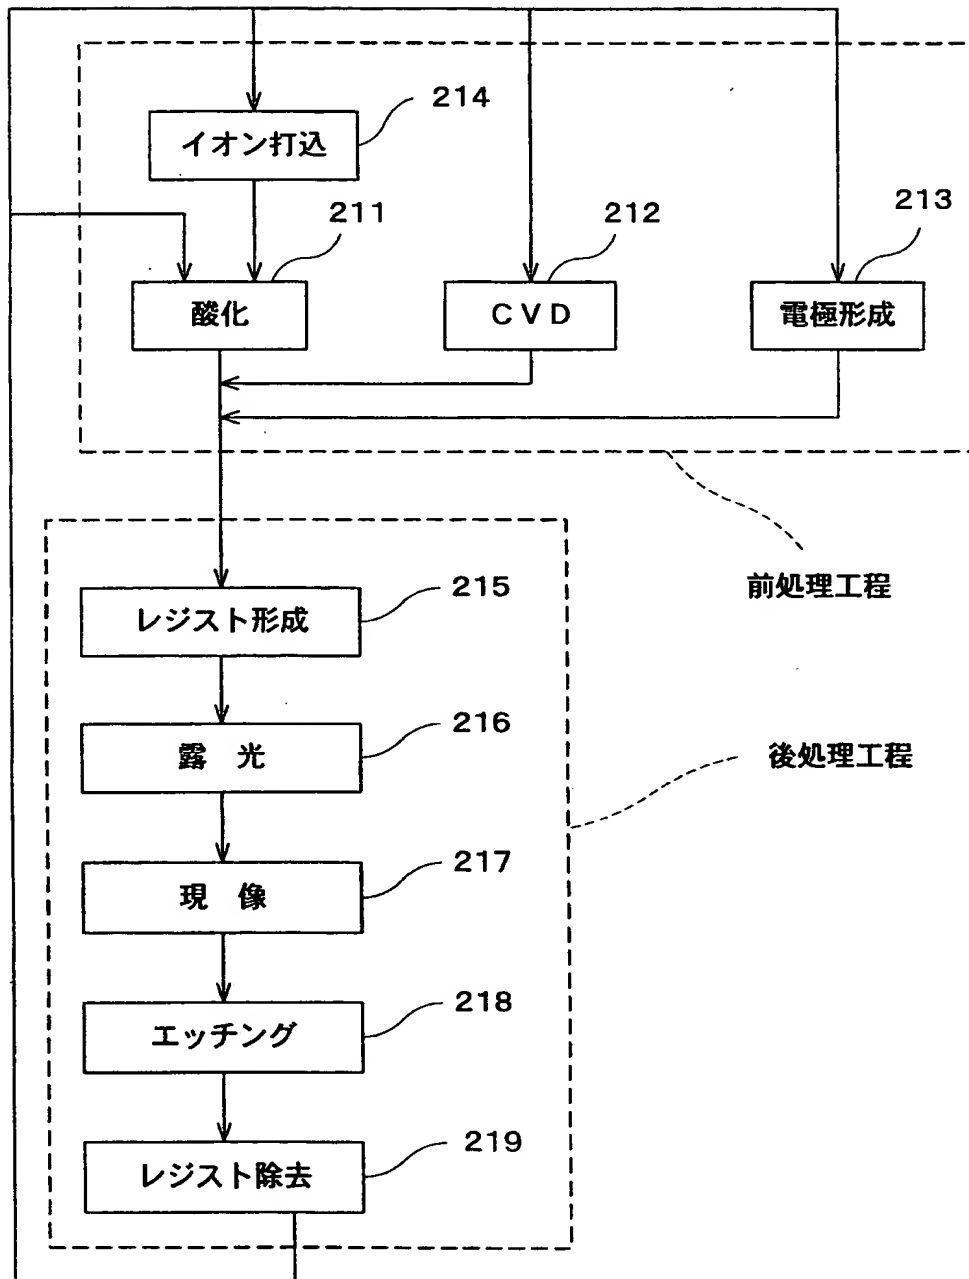 214
イオン打込
211
212
213
酸化
CVD
電極形成
前処理工程
215
レジスト形成
216
露 光
後処理工程
217
現 像
218
エッチング
219
レジスト除去